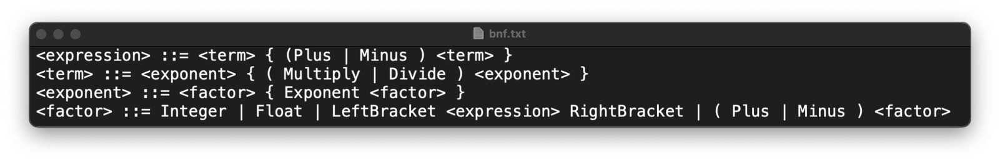 bnf.txt
<expression> ::= <term> { (Plus | Minus ) <term> }
<term> ::= <exponent> { ( Multiply | Divide ) <exponent> }
<exponent> ::= <factor> { Exponent <factor> }
<factor> ::= Integer | Float | LeftBracket <expression> RightBracket | ( Plus | Minus ) <factor>